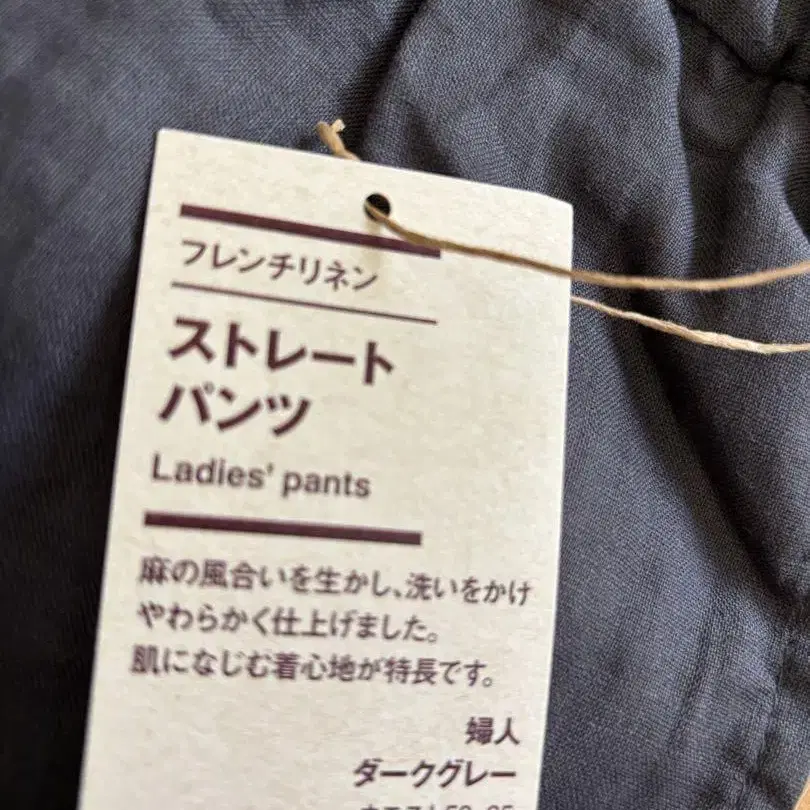 フレンチリネン
ストレート
パンツ
Ladies' pants
麻の風合いを生かし、洗いをかけ
やわらかく仕上げました。
肌になじむ着心地が特長です。
婦人
ダークグレー